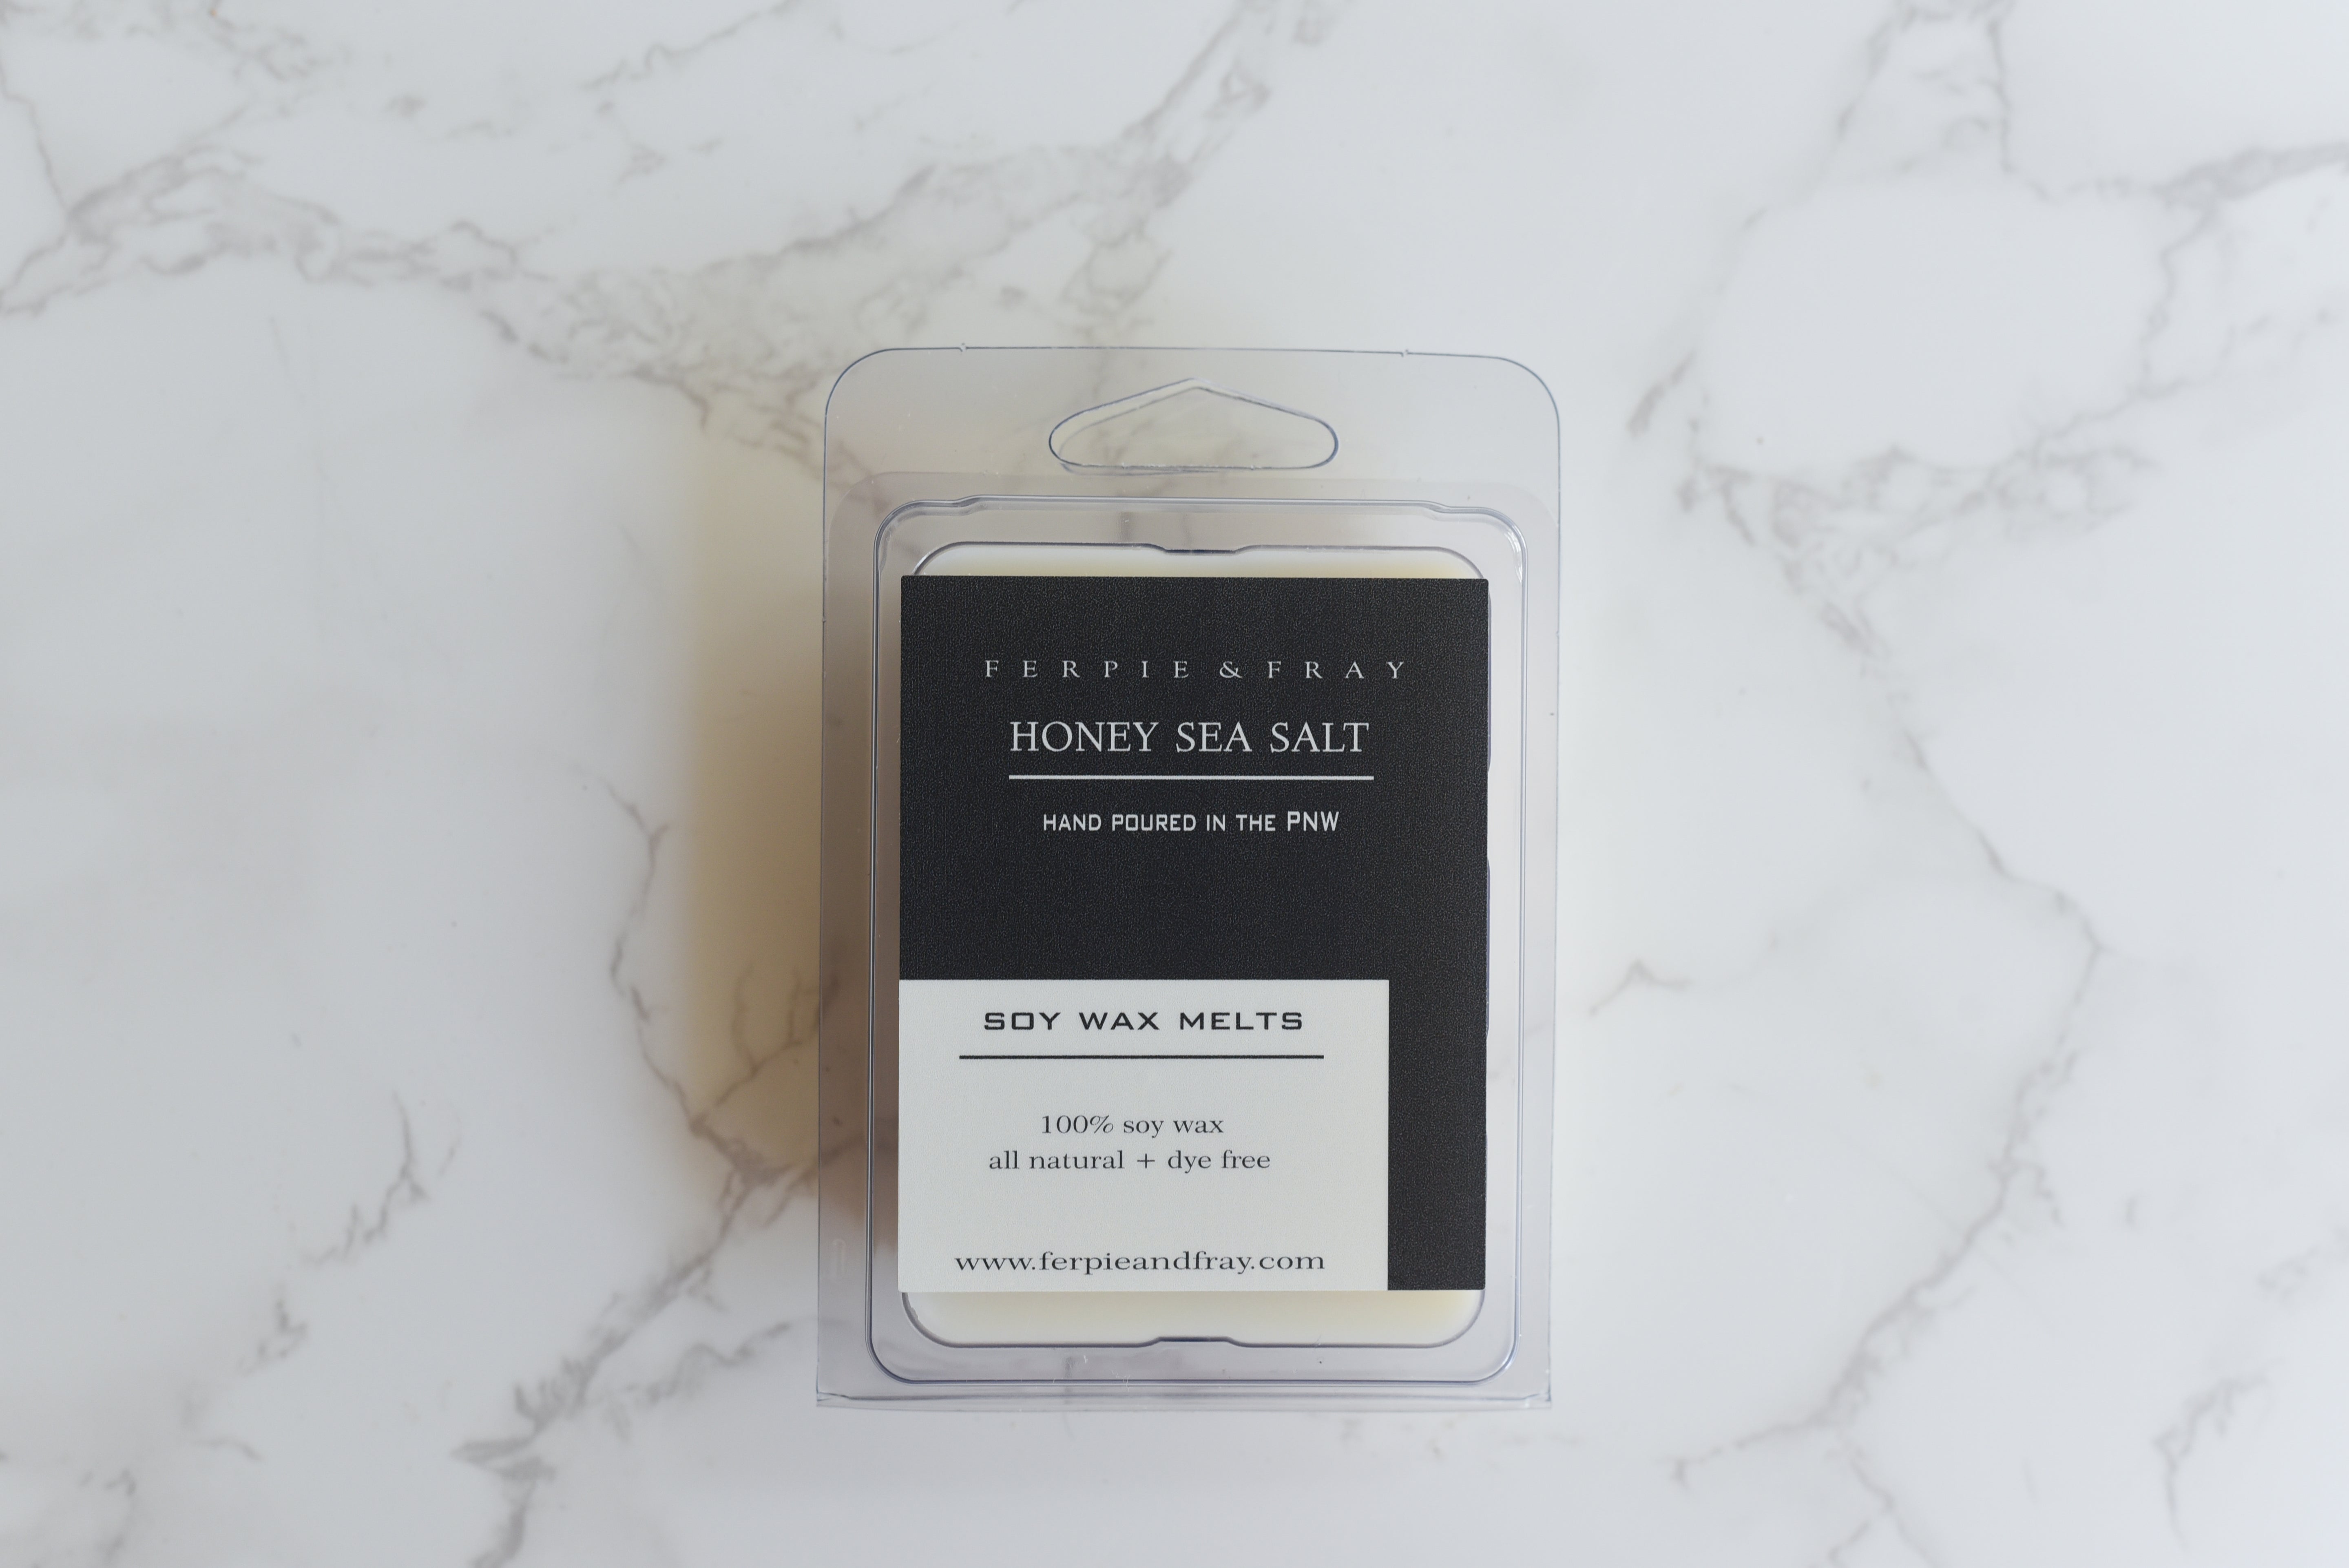 FERPIE & FRAY
HONEY SEA SALT
HAND POURED IN THE PNW
SOY WAX MELTS
100% soy wax
all natural + dye free
www.ferpieandfray.com